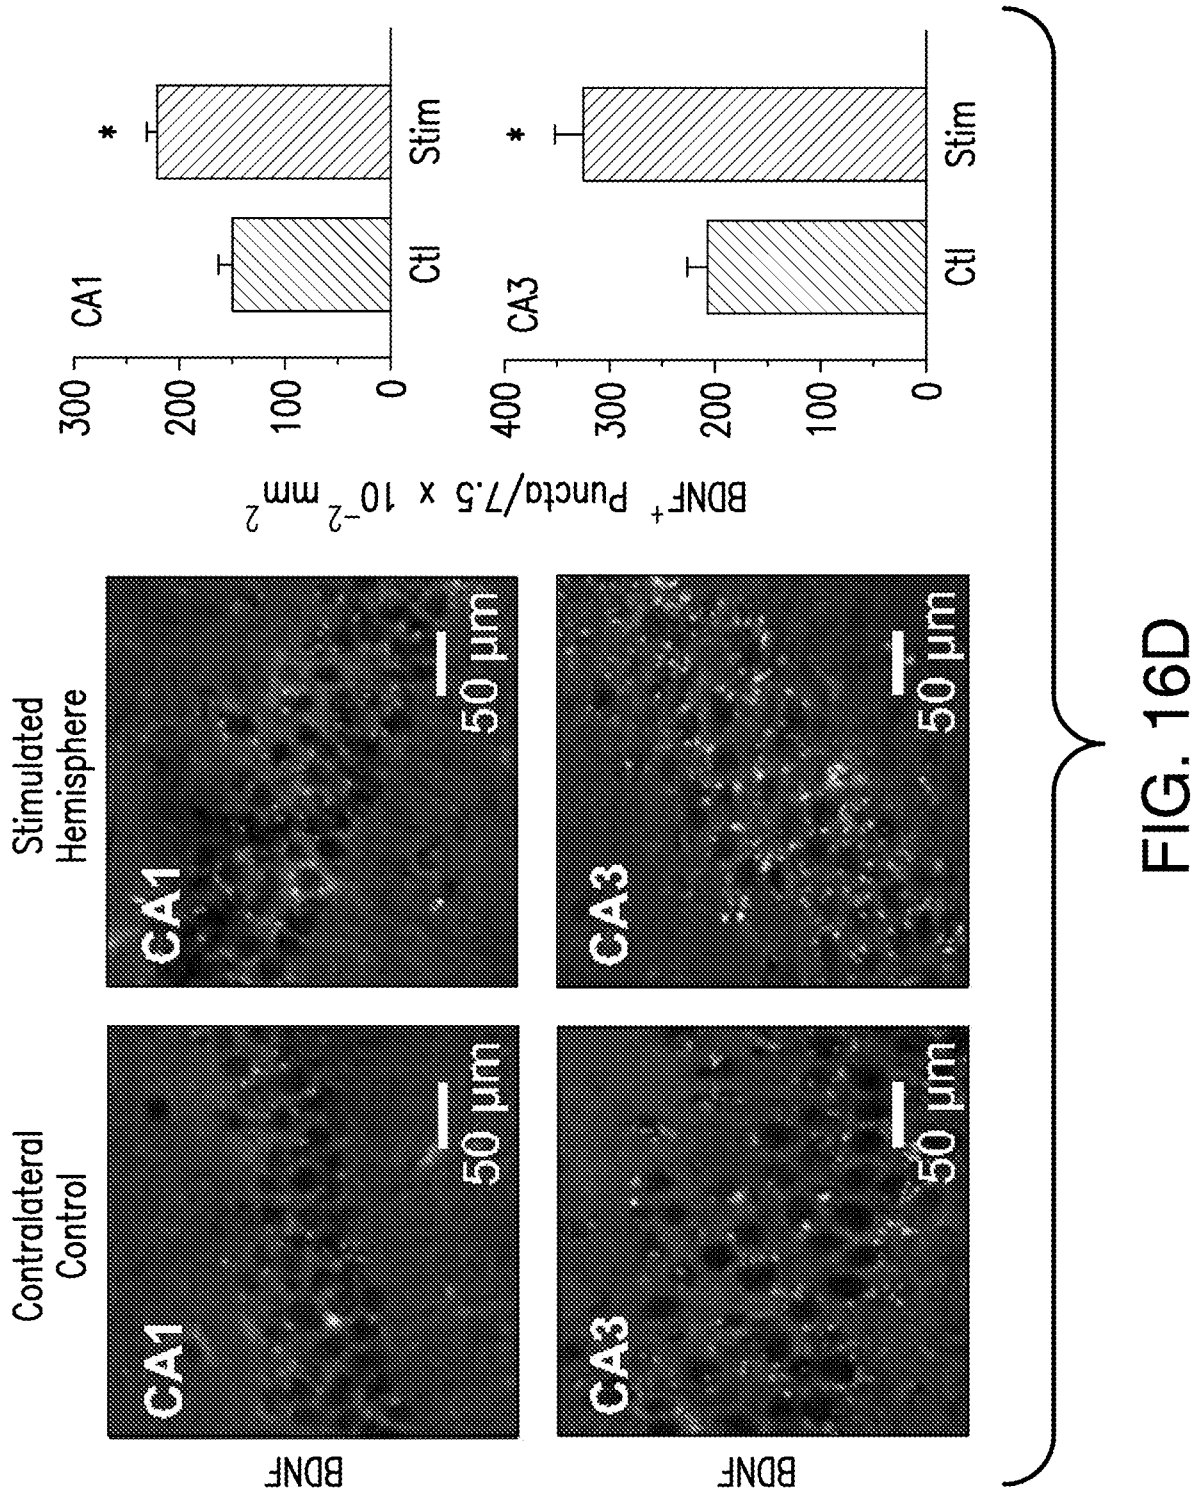 Contralateral
Control
Stimulated
Hemisphere
BDNF
CA1
50 µm
CA1
50 µm
BDNF
CA3
50 µm
CA3
50 µm
BDNF⁺ Puncta/7.5 x 10⁻² mm²
CA1
300
200
100
0
*
Ctl
Stim
CA3
400
300
200
100
0
*
Ctl
Stim
FIG. 16D